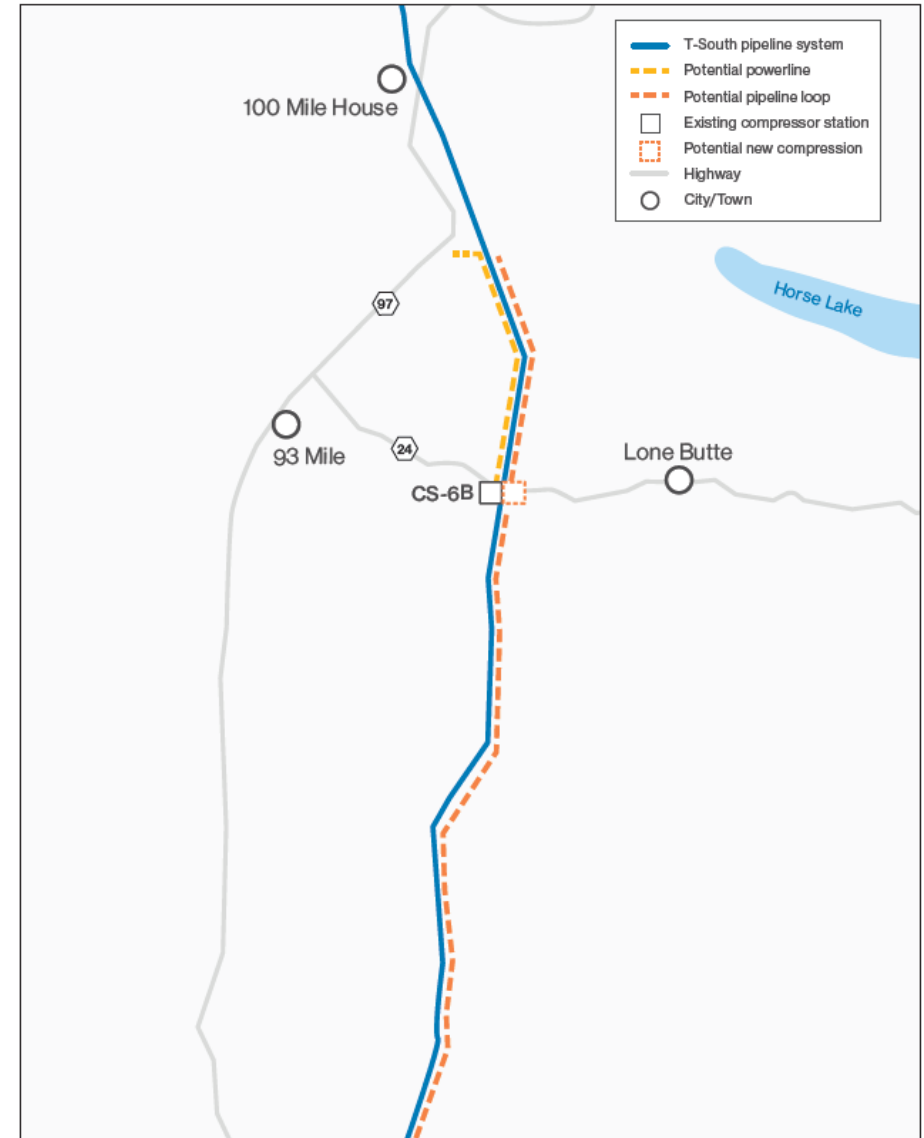 T-South pipeline system
Potential powerline
Potential pipeline loop
Existing compressor station
Potential new compression
Highway
City/Town
100 Mile House
Horse Lake
97
93 Mile
24
Lone Butte
CS-6B